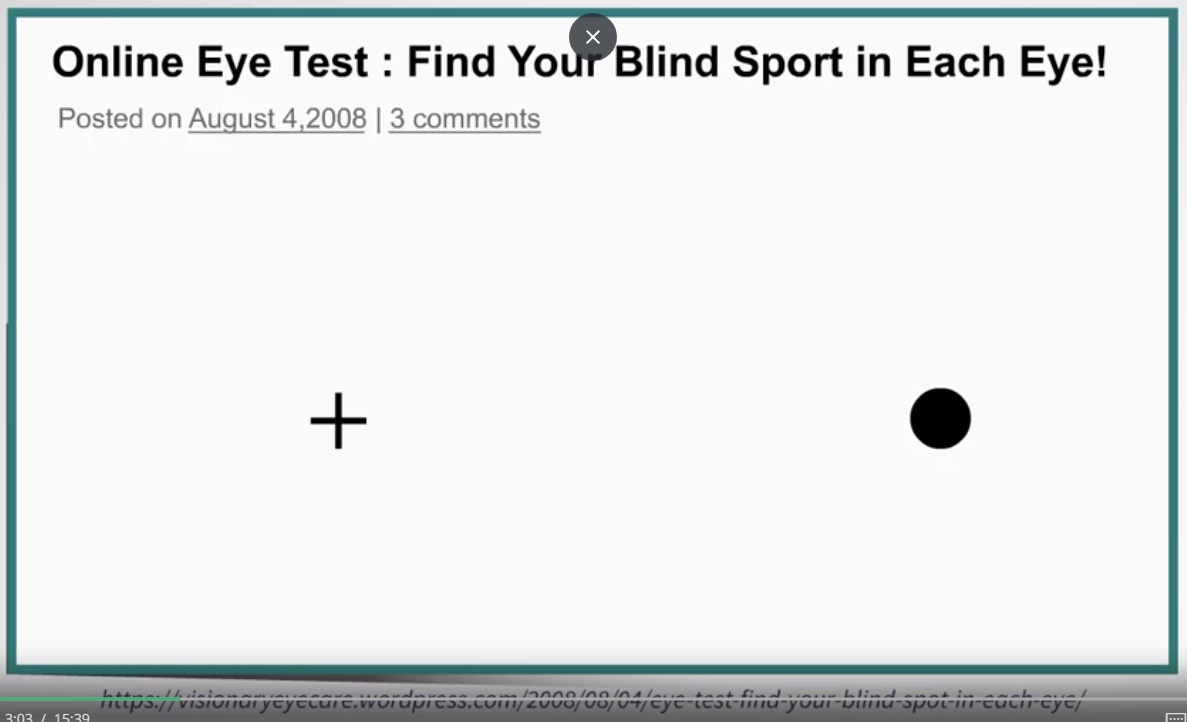 Online Eye Test : Find Your Blind Sport in Each Eye!
Posted on August 4,2008 | 3 comments
https://visionaryeyecare.wordpress.com/2008/08/04/eye-test-find-your-blind-spot-in-each-eye/
3:03 / 15:39